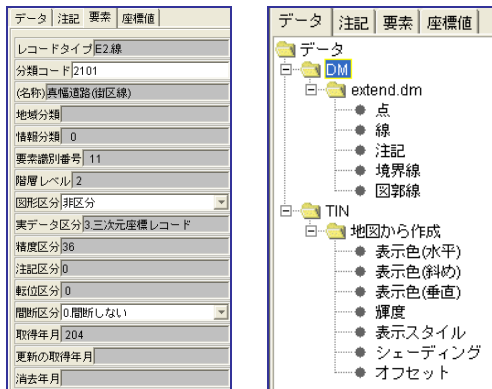 データ 注記 要素 座標値
レコードタイプ E2.線
分類コード 2101
(名称) 真幅道路(街区線)
地域分類
情報分類 0
要素識別番号 11
階層レベル 2
図形区分 非区分
実データ区分 3.三次元座標レコード
精度区分 36
注記区分 0
転位区分 0
間断区分 0.間断しない
取得年月 204
更新の取得年月
消去年月
データ 注記 要素 座標値
データ
DM
extend.dm
点
線
注記
境界線
図郭線
TIN
地図から作成
表示色(水平)
表示色(斜め)
表示色(垂直)
輝度
表示スタイル
シェーディング
オフセット